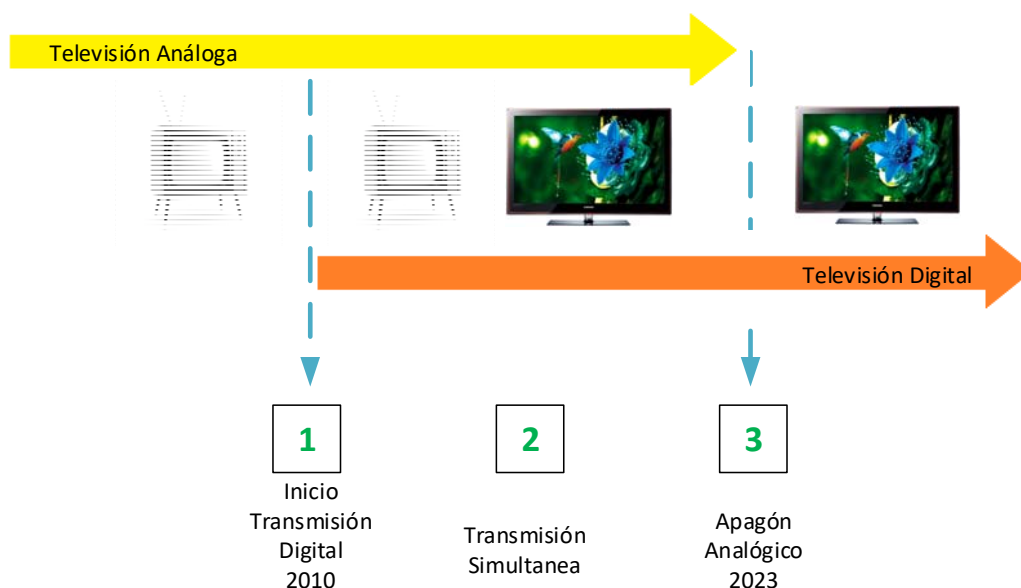 Televisión Análoga
Televisión Digital
1
Inicio
Transmisión
Digital
2010
2
Transmisión
Simultanea
3
Apagón
Analógico
2023